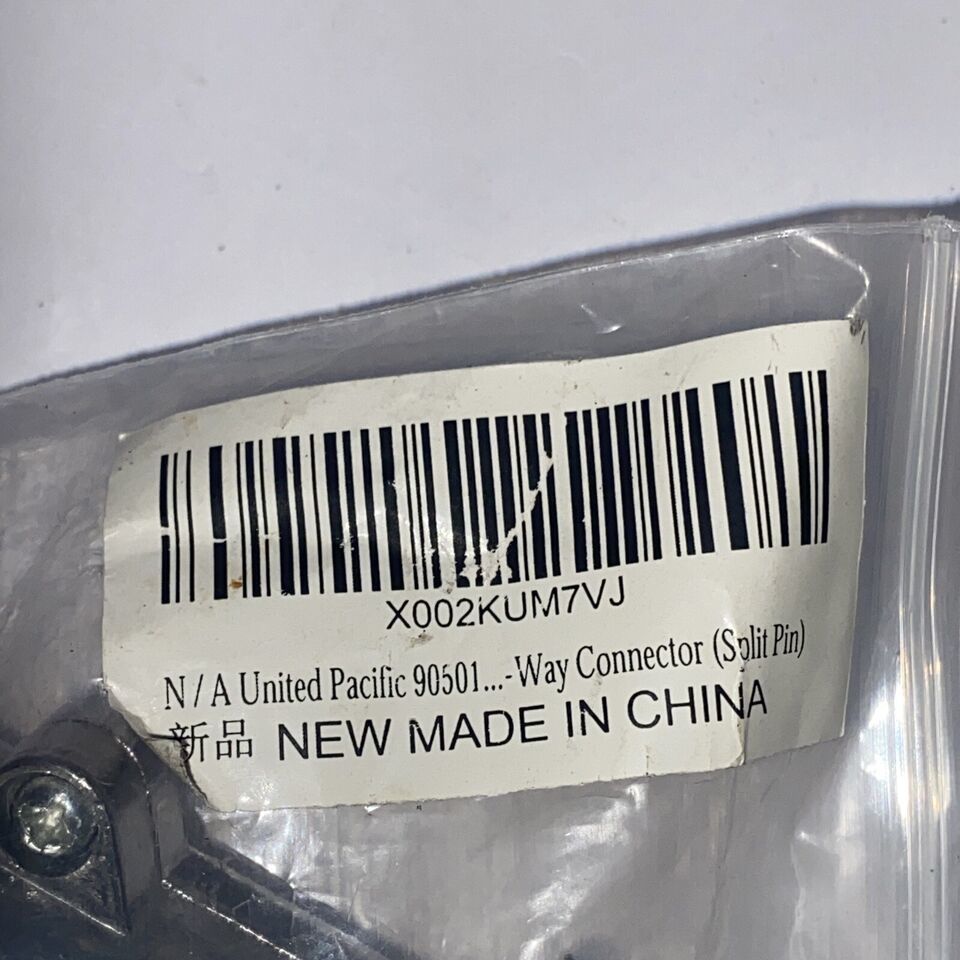 X002KUM7VJ
N / A United Pacific 90501...-Way Connector (Split Pin)
新品 NEW MADE IN CHINA